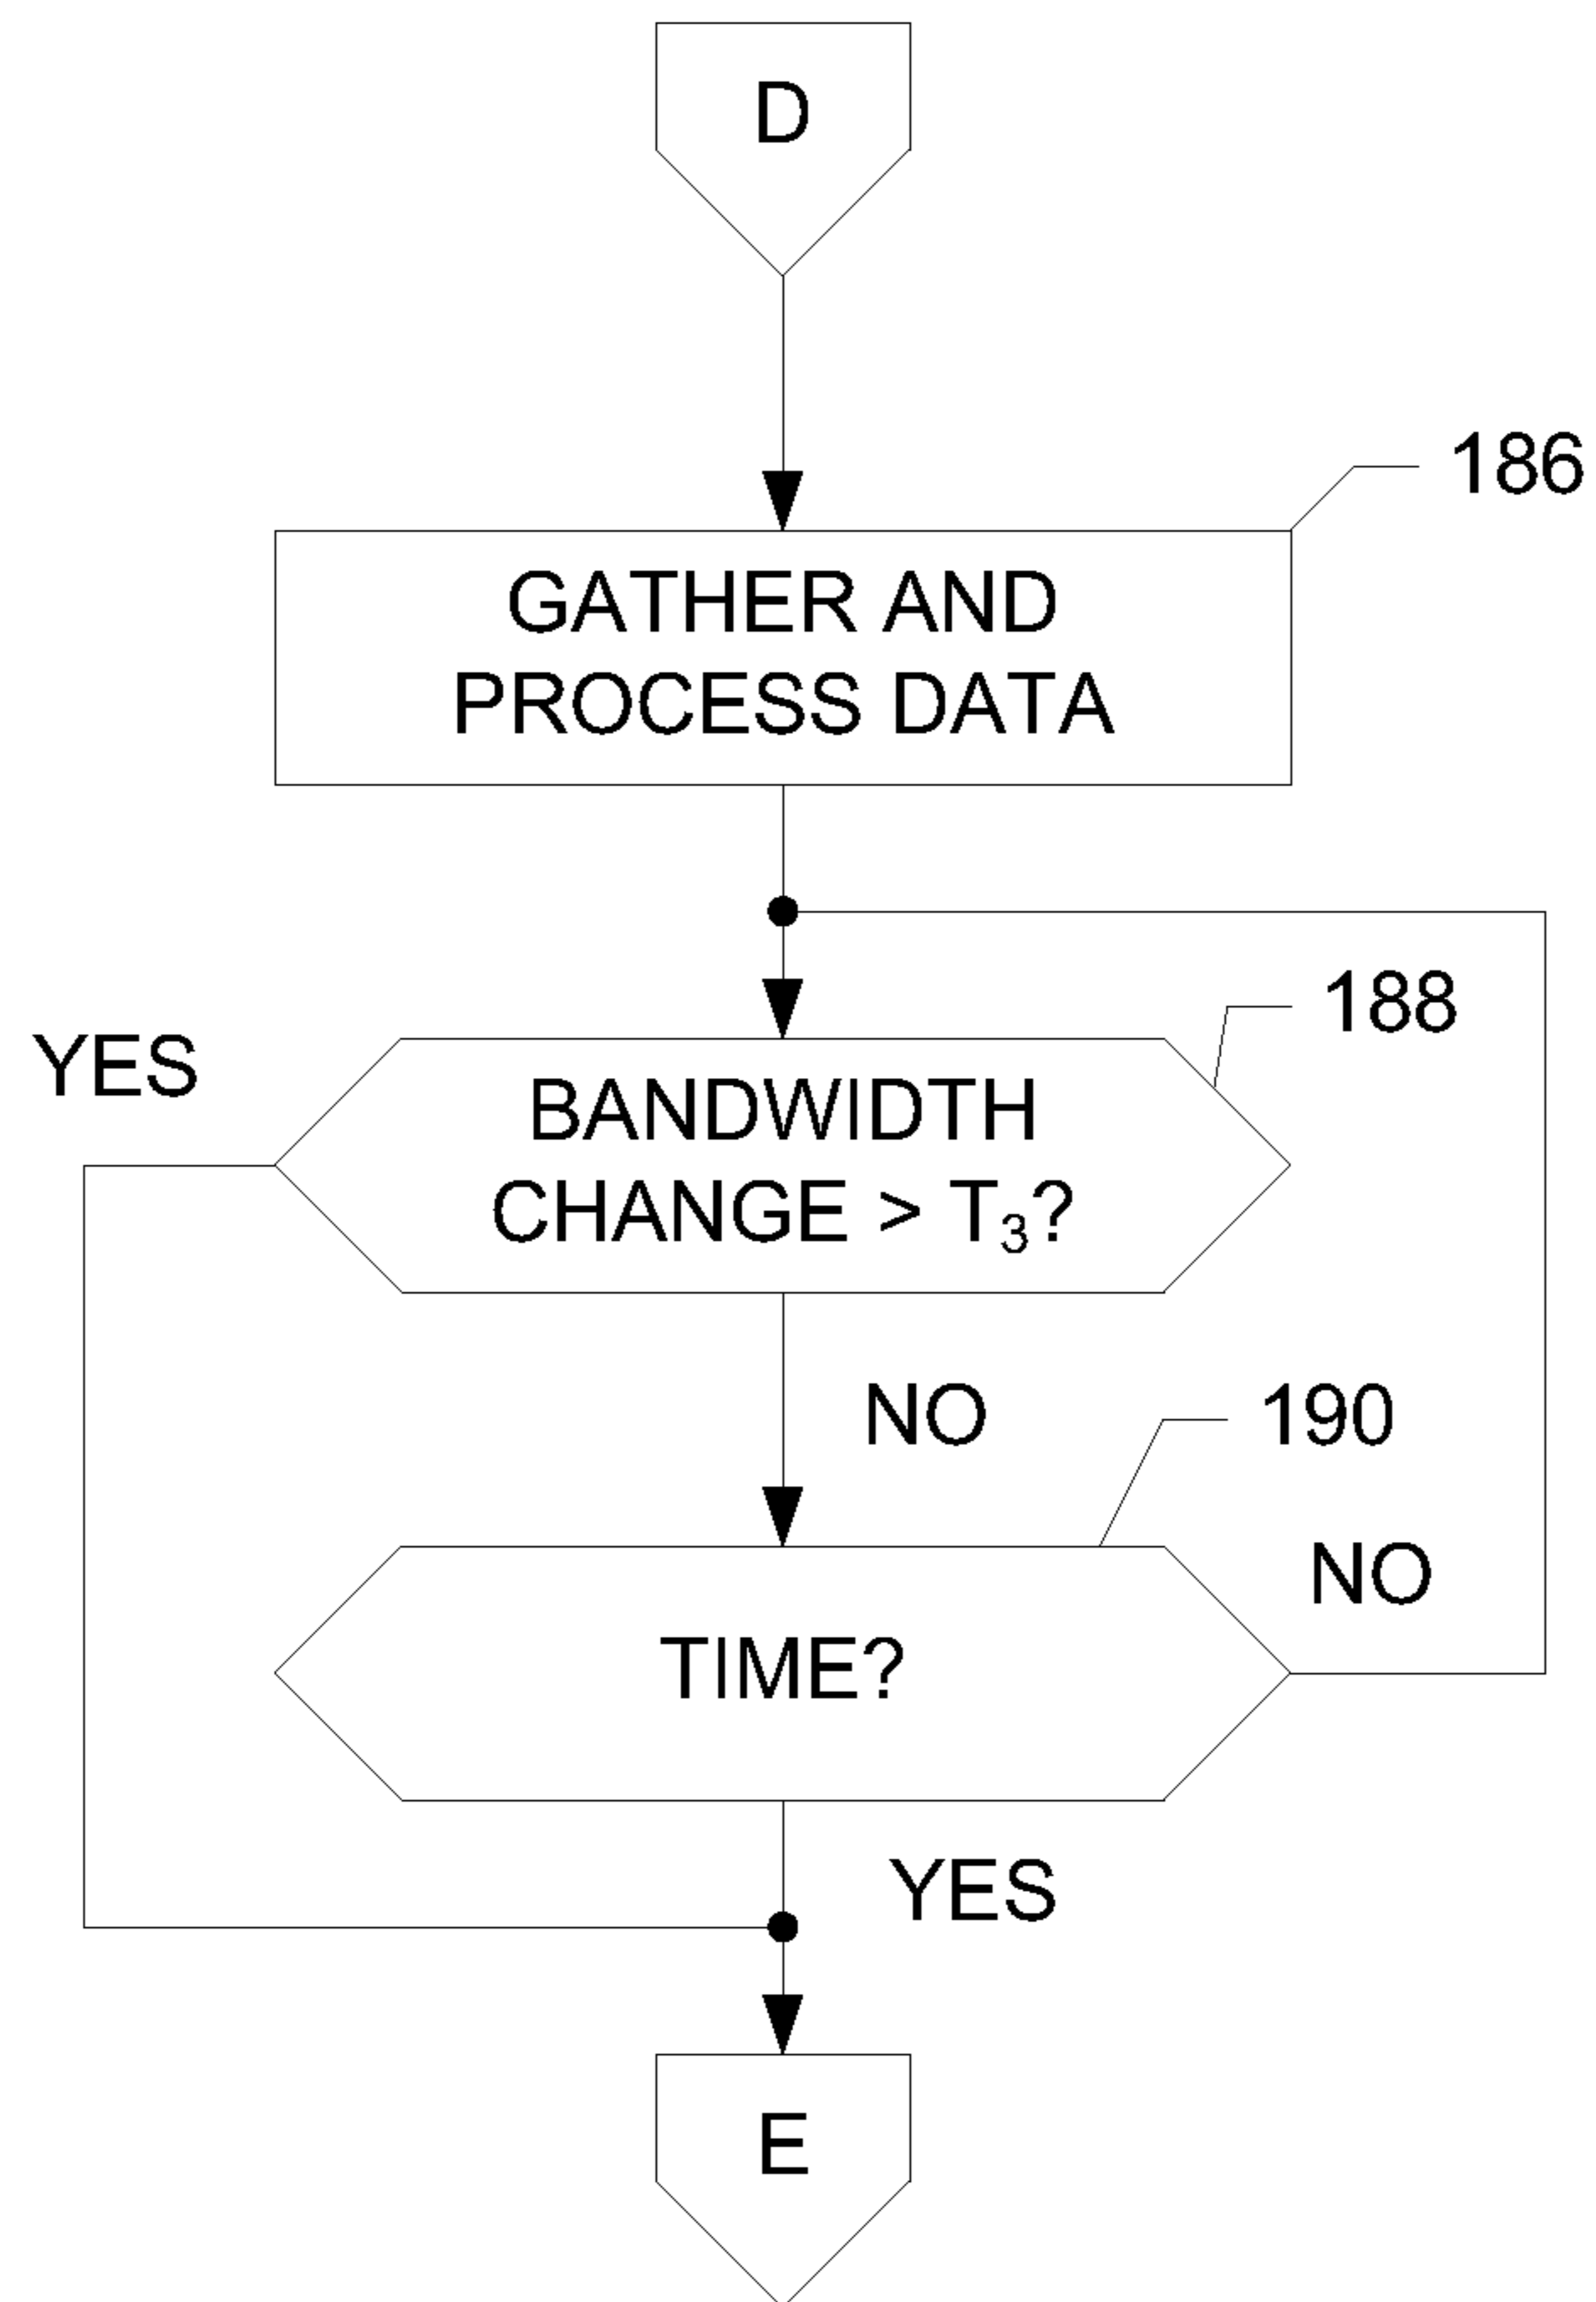 D
186
GATHER AND
PROCESS DATA
188
YES
BANDWIDTH
CHANGE > T₃?
NO
190
NO
TIME?
YES
E